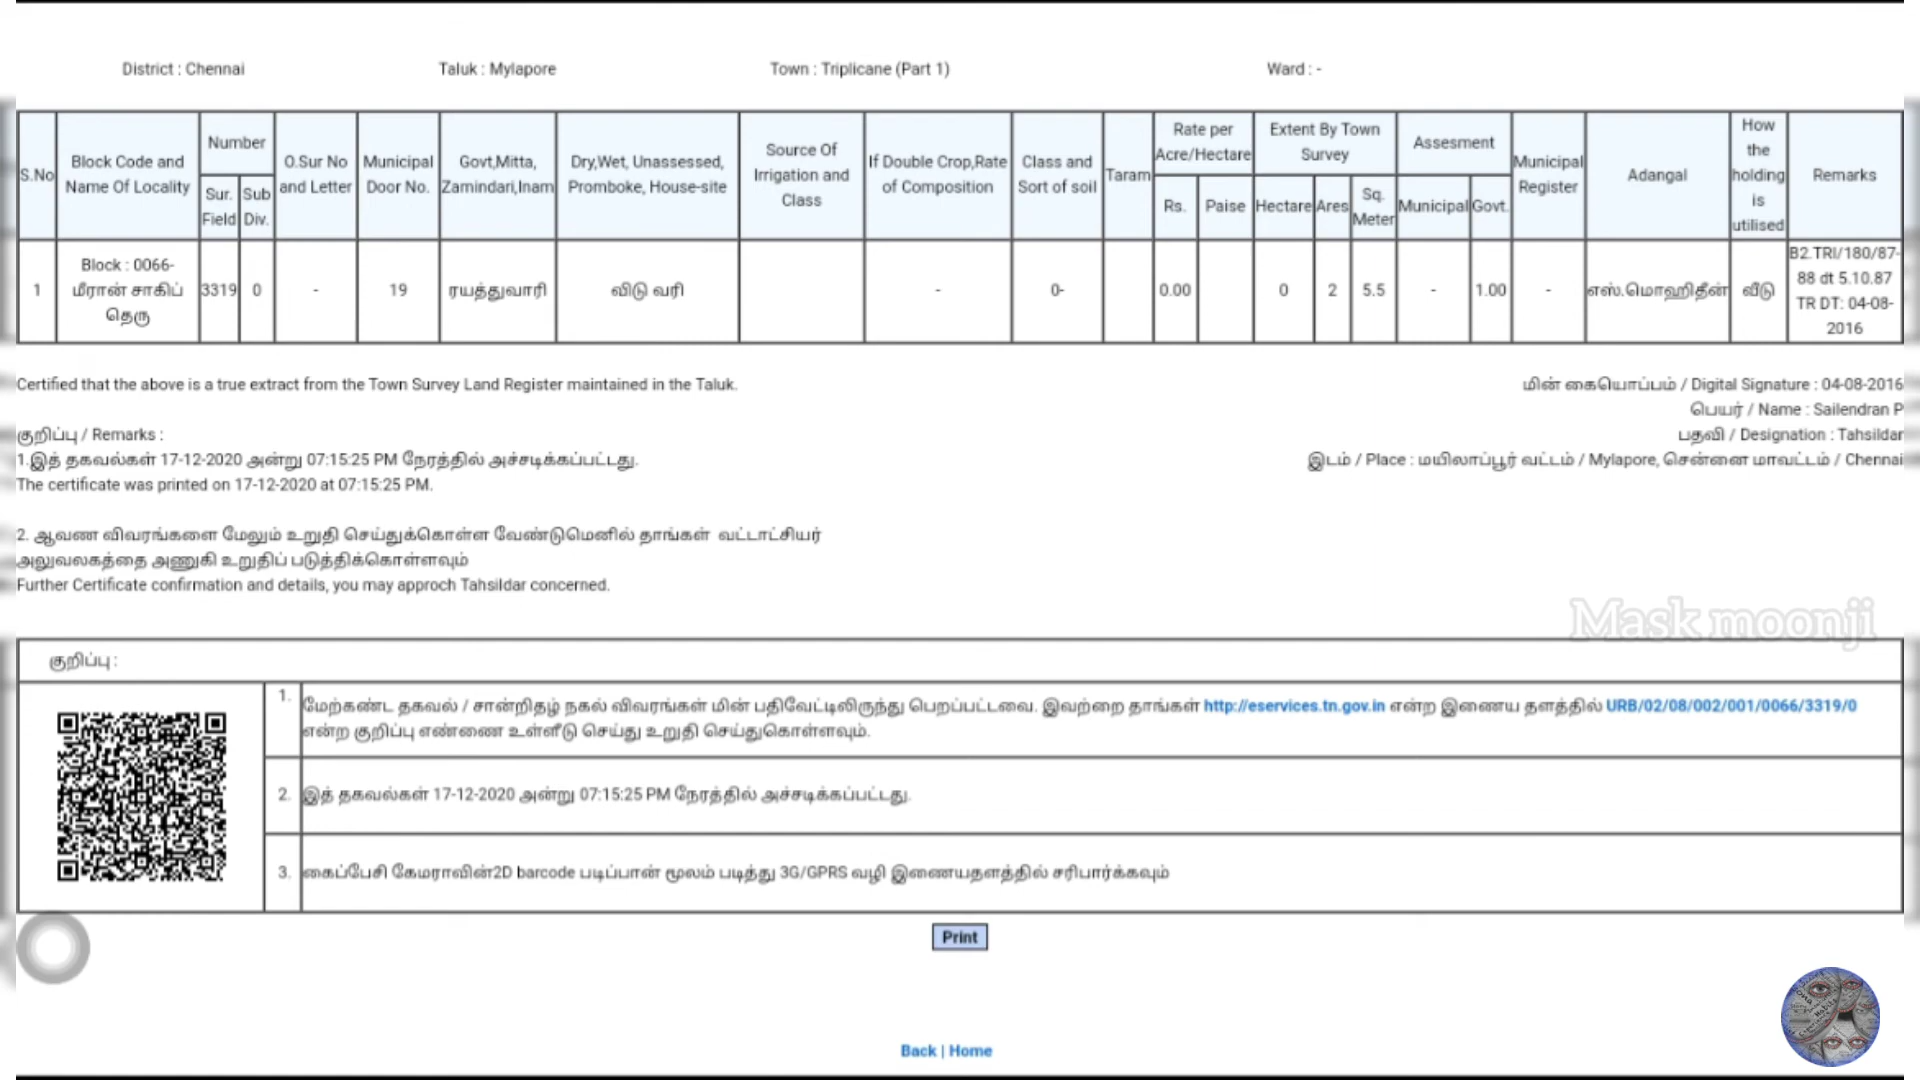 District : Chennai Taluk : Mylapore Town : Triplicane (Part 1) Ward : -
S.No
Block Code and
Name Of Locality
Number
Sur.
Field
Sub
Div.
O.Sur No
and Letter
Municipal
Door No.
Govt,Mitta,
Zamindari,Inam
Dry,Wet, Unassessed,
Promboke, House-site
Source Of
Irrigation and
Class
If Double Crop,Rate
of Composition
Class and
Sort of soil
Taram
Rate per
Acre/Hectare
Rs.
Paise
Extent By Town
Survey
Hectare
Ares
Sq.
Meter
Assesment
Municipal
Govt.
Municipal
Register
Adangal
How
the
holding
is
utilised
Remarks
1
Block : 0066-
மீரான் சாகிப்
தெரு
3319
0
-
19
ரயத்துவாரி
விடு வரி
-
0-
0.00
0
2
5.5
-
1.00
-
எஸ்.மொஹிதீன்
வீடு
B2.TRI/180/87-
88 dt 5.10.87
TR DT: 04-08-
2016
Certified that the above is a true extract from the Town Survey Land Register maintained in the Taluk.
மின் கையொப்பம் / Digital Signature : 04-08-2016
பெயர் / Name : Sailendran P
பதவி / Designation : Tahsildar
இடம் / Place : மயிலாப்பூர் வட்டம் / Mylapore, சென்னை மாவட்டம் / Chennai
குறிப்பு / Remarks :
1.இத் தகவல்கள் 17-12-2020 அன்று 07:15:25 PM நேரத்தில் அச்சடிக்கப்பட்டது.
The certificate was printed on 17-12-2020 at 07:15:25 PM.
2. ஆவண விவரங்களை மேலும் உறுதி செய்துக்கொள்ள வேண்டுமெனில் தாங்கள் வட்டாட்சியர்
அலுவலகத்தை அணுகி உறுதிப் படுத்திக்கொள்ளவும்
Further Certificate confirmation and details, you may approch Tahsildar concerned.
Mask moonji
குறிப்பு :
1. மேற்கண்ட தகவல் / சான்றிதழ் நகல் விவரங்கள் மின் பதிவேட்டிலிருந்து பெறப்பட்டவை. இவற்றை தாங்கள் http://eservices.tn.gov.in என்ற இணைய தளத்தில் URB/02/08/002/001/0066/3319/0
என்ற குறிப்பு எண்ணை உள்ளீடு செய்து உறுதி செய்துகொள்ளவும்.
2. இத் தகவல்கள் 17-12-2020 அன்று 07:15:25 PM நேரத்தில் அச்சடிக்கப்பட்டது.
3. கைப்பேசி கேமராவின்2D barcode படிப்பான் மூலம் படித்து 3G/GPRS வழி இணையதளத்தில் சரிபார்க்கவும்
Print
Back | Home